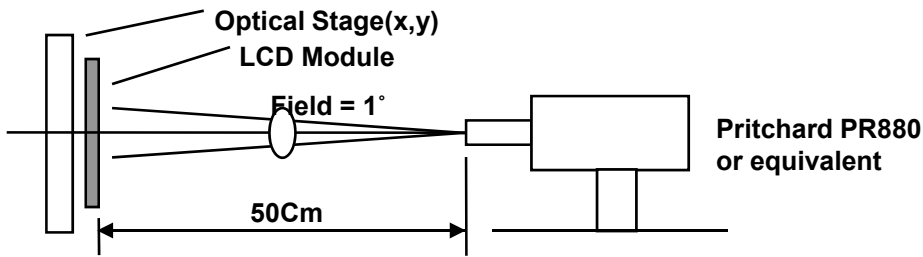 Optical Stage(x,y)
LCD Module
Field = 1˚
Pritchard PR880
or equivalent
50Cm